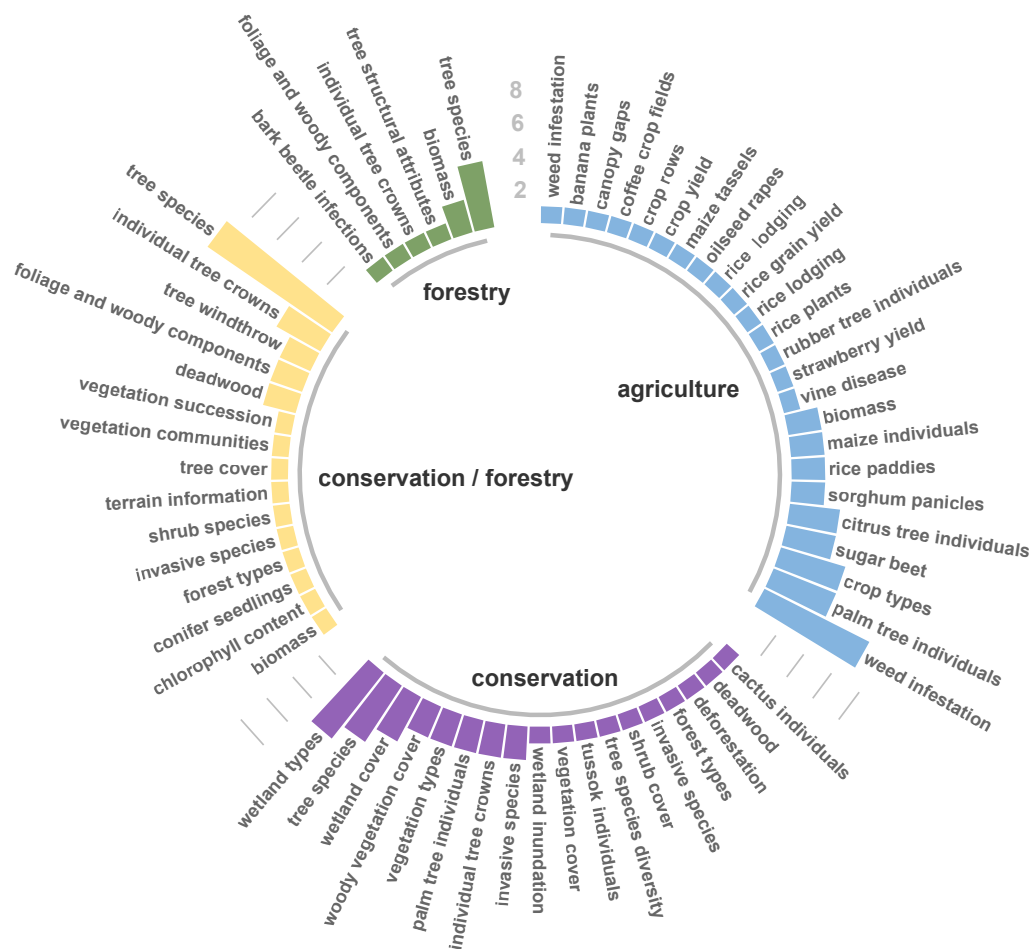 8
6
4
2
weed infestation
banana plants
canopy gaps
coffee crop fields
crop rows
crop yield
maize tassels
oilseed rapes
rice lodging
rice grain yield
rice lodging
rice plants
rubber tree individuals
strawberry yield
vine disease
biomass
maize individuals
rice paddies
sorghum panicles
citrus tree individuals
sugar beet
crop types
palm tree individuals
weed infestation
agriculture
cactus individuals
deadwood
deforestation
forest types
invasive species
shrub cover
tree species diversity
tussok individuals
vegetation cover
wetland inundation
invasive species
individual tree crowns
palm tree individuals
vegetation types
woody vegetation cover
wetland cover
tree species
wetland types
conservation
biomass
chlorophyll content
conifer seedlings
forest types
invasive species
shrub species
terrain information
tree cover
vegetation communities
vegetation succession
deadwood
foliage and woody components
tree windthrow
individual tree crowns
tree species
conservation / forestry
bark beetle infections
foliage and woody components
individual tree crowns
tree structural attributes
biomass
tree species
forestry